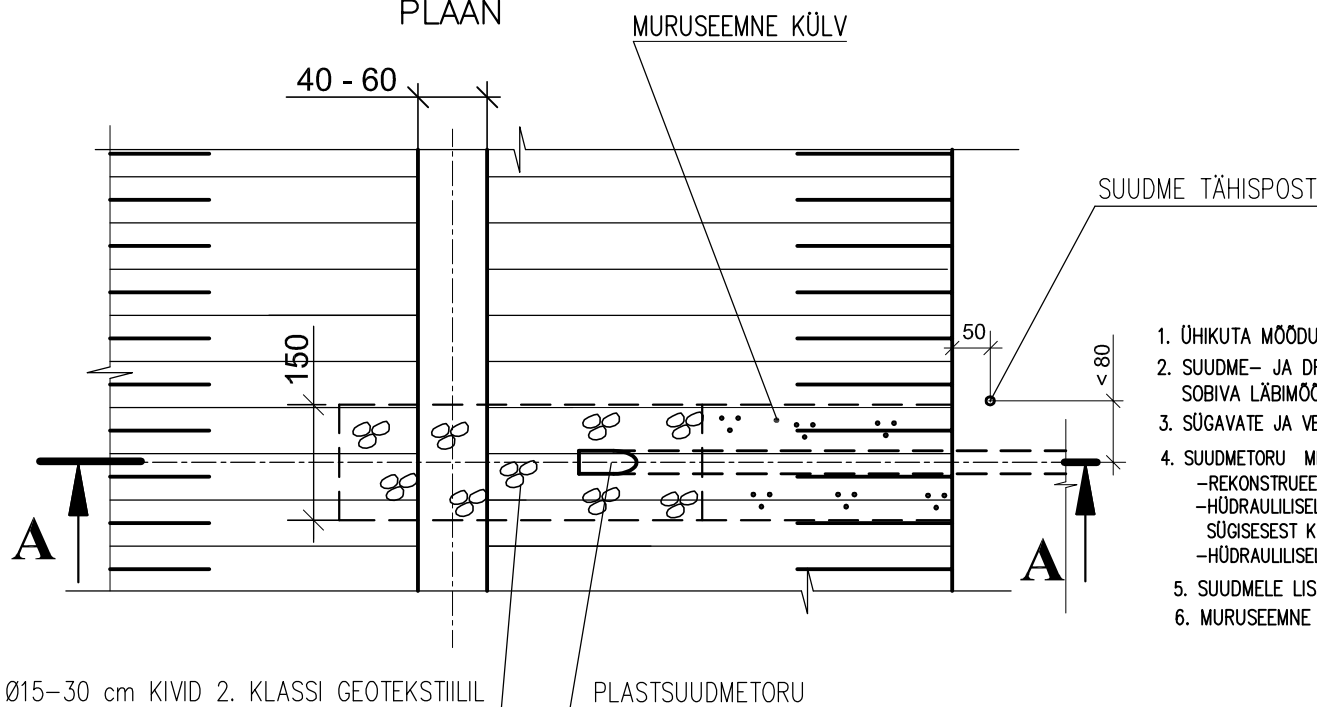 PLAAN
MURUSEEMNE KÜLV
40 - 60
SUUDME TÄHISPOST
50
< 80
150
1. ÜHIKUTA MÕÕDU
2. SUUDME- JA
SOBIVA
3. SÜGAVATE JA
4. SUUDMETORU
-REKONSTRUEE
-HÜDRAULILISEL
SÜGISESEST K
-HÜDRAULILISEL
5. SUUDMELE LIS
6. MURUSEEMNE
A
A
Ø15-30 cm KIVID 2. KLASSI GEOTEKSTIILIL
PLASTSUUDMETORU